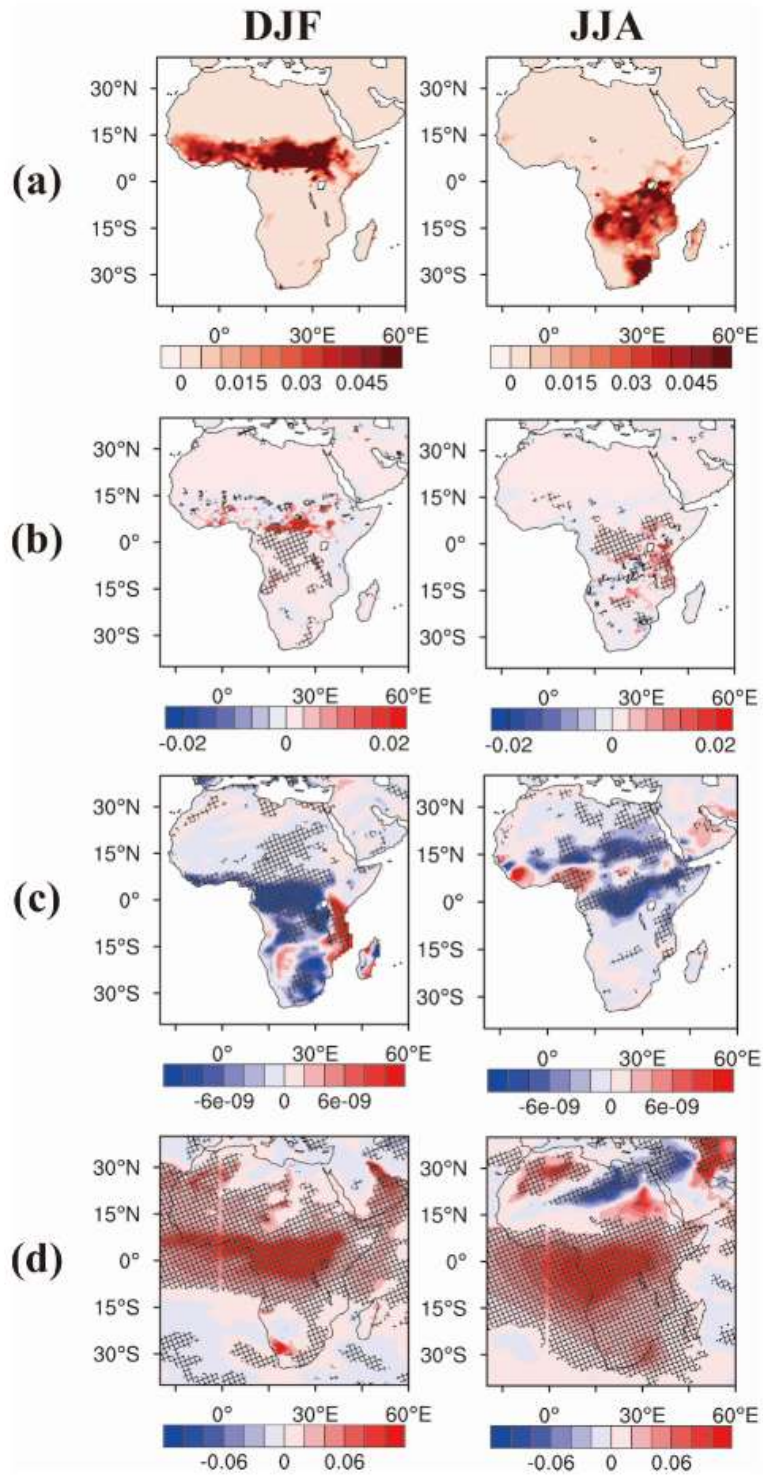 DJF JJA
(a)
30°N 30°N
15°N 15°N
0° 0°
15°S 15°S
30°S 30°S
0° 30°E 60°E 0° 30°E 60°E
0 0.015 0.03 0.045 0 0.015 0.03 0.045
(b)
30°N 30°N
15°N 15°N
0° 0°
15°S 15°S
30°S 30°S
0° 30°E 60°E 0° 30°E 60°E
-0.02 0 0.02 -0.02 0 0.02
(c)
30°N 30°N
15°N 15°N
0° 0°
15°S 15°S
30°S 30°S
0° 30°E 60°E 0° 30°E 60°E
-6e-09 0 6e-09 -6e-09 0 6e-09
(d)
30°N 30°N
15°N 15°N
0° 0°
15°S 15°S
30°S 30°S
0° 30°E 60°E 0° 30°E 60°E
-0.06 0 0.06 -0.06 0 0.06